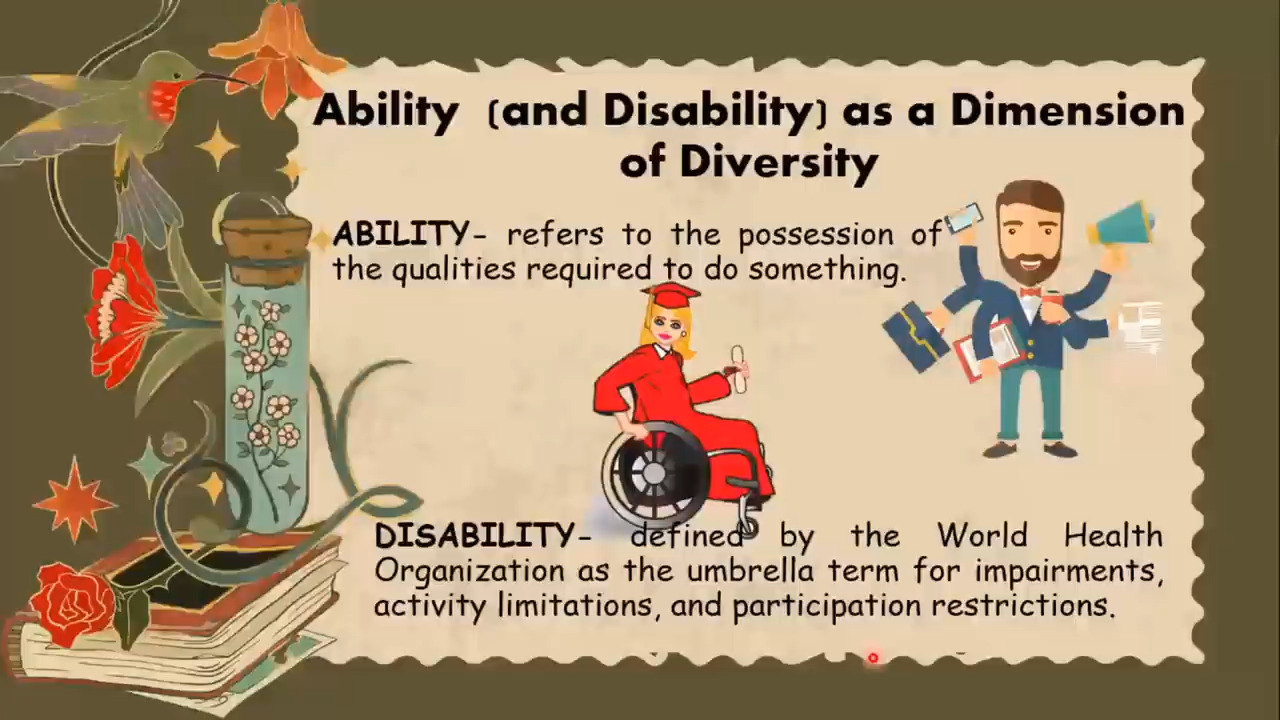 Ability (and Disability) as a Dimension
of Diversity
ABILITY- refers to the possession of
the qualities required to do something.
DISABILITY- defined by the World Health
Organization as the umbrella term for impairments,
activity limitations, and participation restrictions.